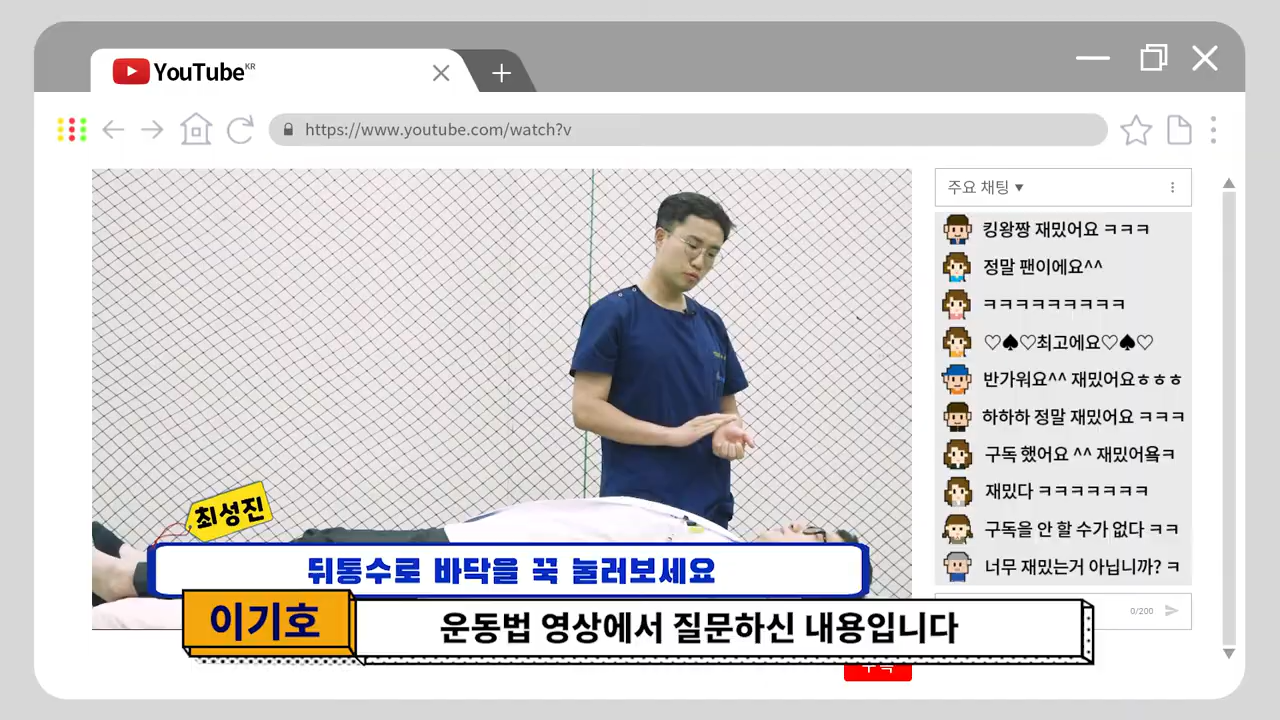 YouTube KR
https://www.youtube.com/watch?v
주요 채팅 ▼
킹왕짱 재밌어요 ㅋㅋㅋ
정말 팬이에요^^
ㅋㅋㅋㅋㅋㅋㅋㅋㅋ
♡♠♡최고에요♡♠♡
반가워요^^ 재밌어요ㅎㅎㅎ
하하하 정말 재밌어요 ㅋㅋㅋ
구독 했어요 ^^ 재밌어욬ㅋ
재밌다 ㅋㅋㅋㅋㅋㅋㅋ
구독을 안 할 수가 없다 ㅋㅋ
너무 재밌는거 아닙니까? ㅋ
0/200
최성진
뒤통수로 바닥을 꾹 눌러보세요
이기호
운동법 영상에서 질문하신 내용입니다